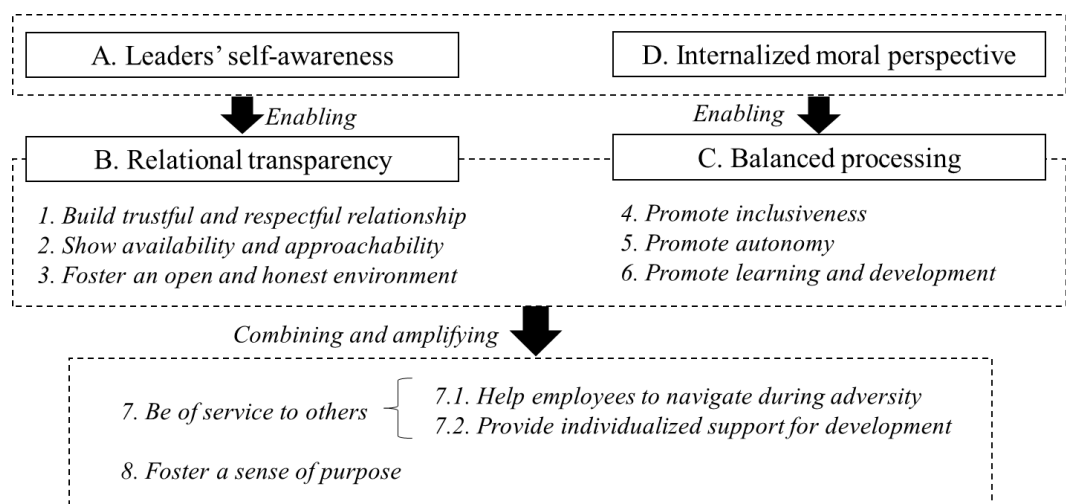 A. Leaders’ self-awareness
D. Internalized moral perspective
Enabling
Enabling
B. Relational transparency
C. Balanced processing
1. Build trustful and respectful relationship
2. Show availability and approachability
3. Foster an open and honest environment
4. Promote inclusiveness
5. Promote autonomy
6. Promote learning and development
Combining and amplifying
7. Be of service to others
7.1. Help employees to navigate during adversity
7.2. Provide individualized support for development
8. Foster a sense of purpose